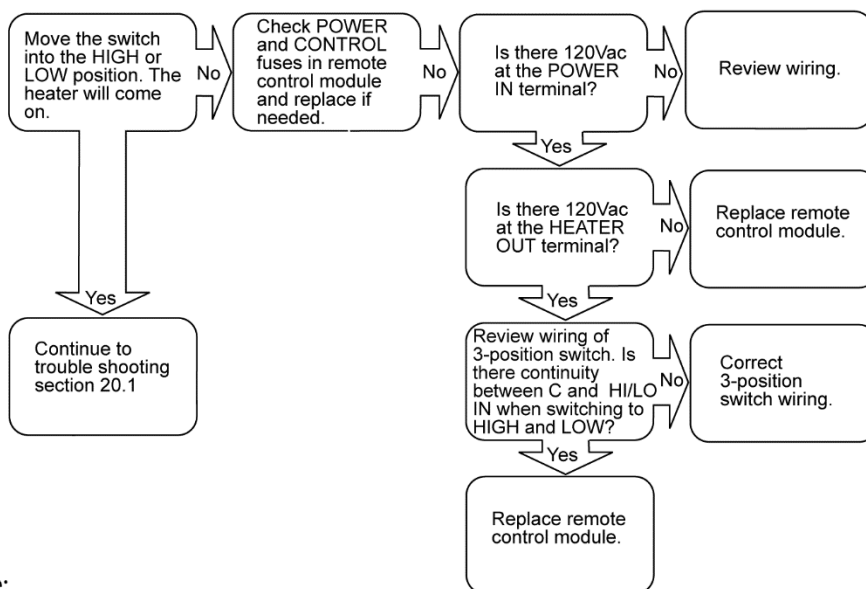 Move the switch
into the HIGH or
LOW position. The
heater will come
on.
No
Check POWER
and CONTROL
fuses in remote
control module
and replace if
needed.
No
Is there 120Vac
at the POWER
IN terminal?
No
Review wiring.
Yes
Is there 120Vac
at the HEATER
OUT terminal?
No
Replace remote
control module.
Yes
Yes
Continue to
trouble shooting
section 20.1
Review wiring of
3-position switch. Is
there continuity
between C and HI/LO
IN when switching to
HIGH and LOW?
No
Correct
3-position
switch wiring.
Yes
Replace remote
control module.